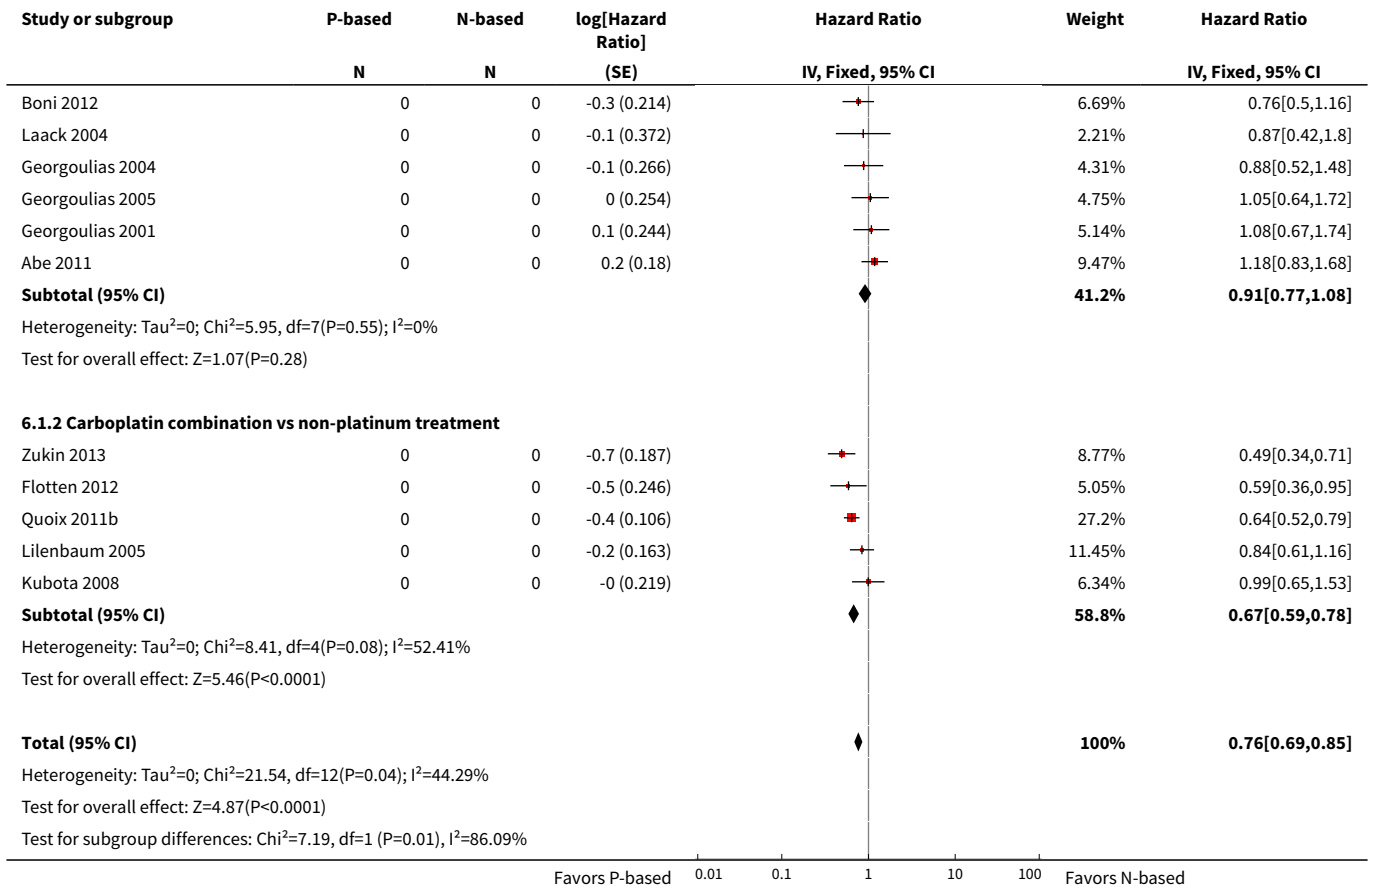 Study or subgroup P-based N-based log[Hazard Ratio] Hazard Ratio Weight Hazard Ratio
N N (SE) IV, Fixed, 95% CI IV, Fixed, 95% CI
Boni 2012 0 0 -0.3 (0.214) 6.69% 0.76[0.5,1.16]
Laack 2004 0 0 -0.1 (0.372) 2.21% 0.87[0.42,1.8]
Georgoulias 2004 0 0 -0.1 (0.266) 4.31% 0.88[0.52,1.48]
Georgoulias 2005 0 0 0 (0.254) 4.75% 1.05[0.64,1.72]
Georgoulias 2001 0 0 0.1 (0.244) 5.14% 1.08[0.67,1.74]
Abe 2011 0 0 0.2 (0.18) 9.47% 1.18[0.83,1.68]
Subtotal (95% CI) 41.2% 0.91[0.77,1.08]
Heterogeneity: Tau²=0; Chi²=5.95, df=7(P=0.55); I²=0%
Test for overall effect: Z=1.07(P=0.28)
6.1.2 Carboplatin combination vs non-platinum treatment
Zukin 2013 0 0 -0.7 (0.187) 8.77% 0.49[0.34,0.71]
Flotten 2012 0 0 -0.5 (0.246) 5.05% 0.59[0.36,0.95]
Quoix 2011b 0 0 -0.4 (0.106) 27.2% 0.64[0.52,0.79]
Lilenbaum 2005 0 0 -0.2 (0.163) 11.45% 0.84[0.61,1.16]
Kubota 2008 0 0 -0 (0.219) 6.34% 0.99[0.65,1.53]
Subtotal (95% CI) 58.8% 0.67[0.59,0.78]
Heterogeneity: Tau²=0; Chi²=8.41, df=4(P=0.08); I²=52.41%
Test for overall effect: Z=5.46(P<0.0001)
Total (95% CI) 100% 0.76[0.69,0.85]
Heterogeneity: Tau²=0; Chi²=21.54, df=12(P=0.04); I²=44.29%
Test for overall effect: Z=4.87(P<0.0001)
Test for subgroup differences: Chi²=7.19, df=1 (P=0.01), I²=86.09%
Favors P-based 0.01 0.1 1 10 100 Favors N-based